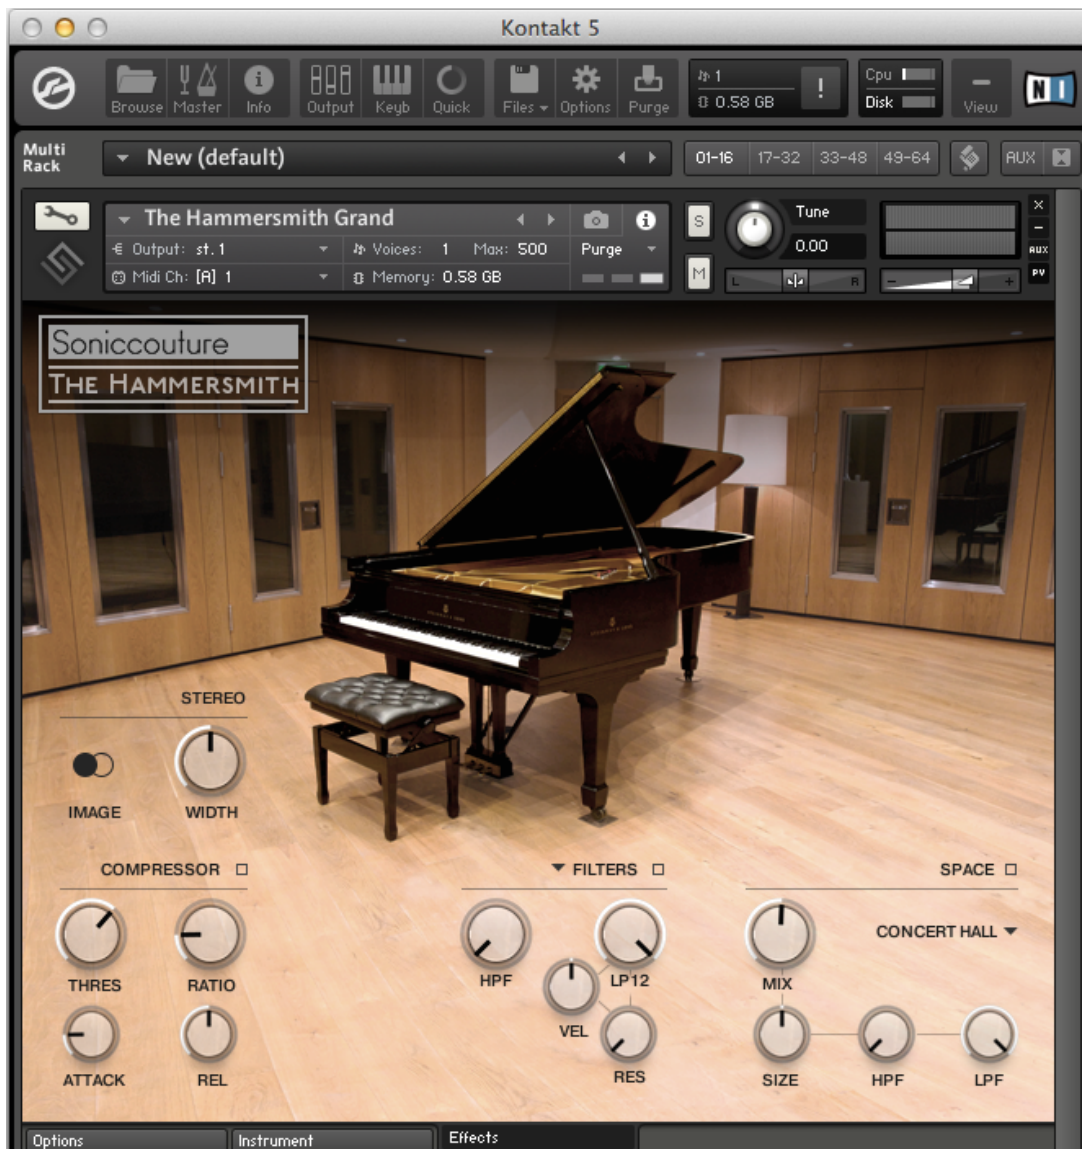 Kontakt 5
Browse Master Info Output Keyb Quick Files Options Purge
1
0.58 GB
!
Cpu
Disk
View
NI
Multi
Rack
New (default)
01-16 17-32 33-48 49-64
AUX
The Hammersmith Grand
i
Output: st.1
Voices: 1 Max: 500
Purge
Midi Ch: [A] 1
Memory: 0.58 GB
S
M
Tune
0.00
L R
- +
X
-
AUX
PV
Soniccouture
THE HAMMERSMITH
STEINWAY & SONS
STEREO
IMAGE
WIDTH
COMPRESSOR
FILTERS
SPACE
CONCERT HALL
THRES
RATIO
HPF
LP12
MIX
VEL
ATTACK
REL
RES
SIZE
HPF
LPF
Options
Instrument
Effects